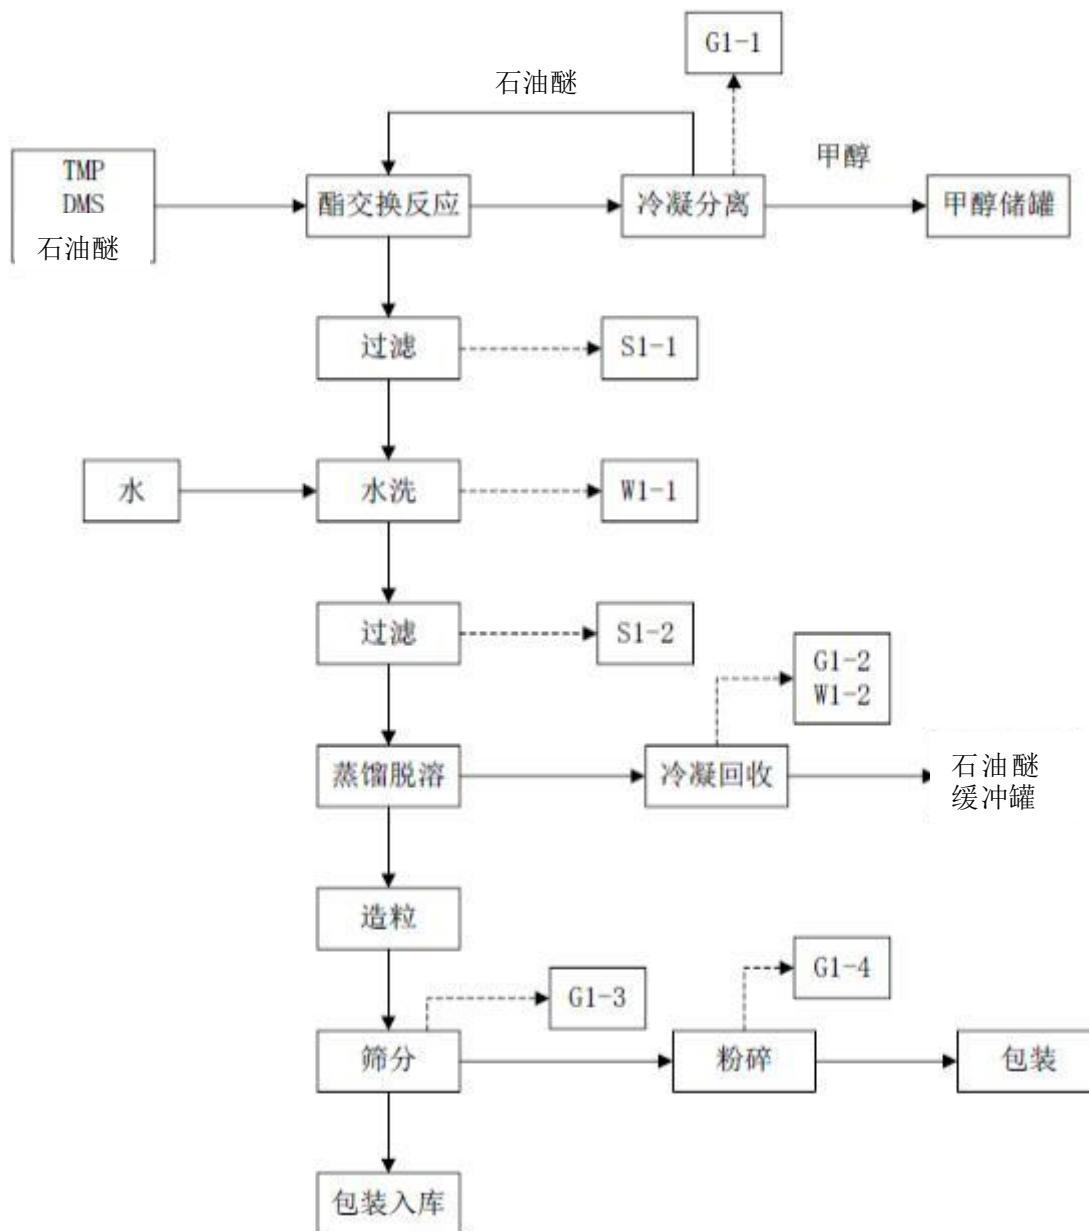 G1-1
石油醚
TMP
DMS
石油醚
酯交换反应
冷凝分离
甲醇
甲醇储罐
过滤
S1-1
水
水洗
W1-1
过滤
S1-2
G1-2
W1-2
蒸馏脱溶
冷凝回收
石油醚
缓冲罐
造粒
G1-3
G1-4
筛分
粉碎
包装
包装入库